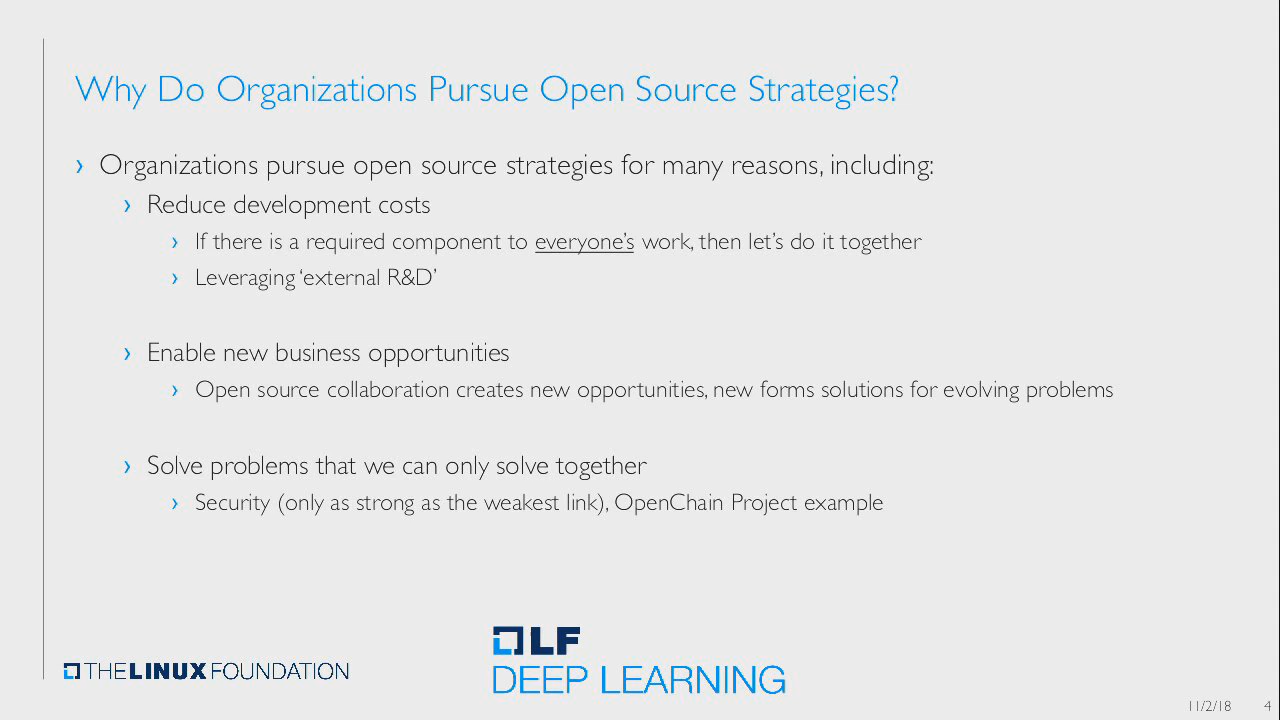 Why Do Organizations Pursue Open Source Strategies?
› Organizations pursue open source strategies for many reasons, including:
› Reduce development costs
› If there is a required component to everyone's work, then let's do it together
› Leveraging ‘external R&D’
› Enable new business opportunities
› Open source collaboration creates new opportunities, new forms solutions for evolving problems
› Solve problems that we can only solve together
› Security (only as strong as the weakest link), OpenChain Project example
THE LINUX FOUNDATION
LF
DEEP LEARNING
11/2/18 4